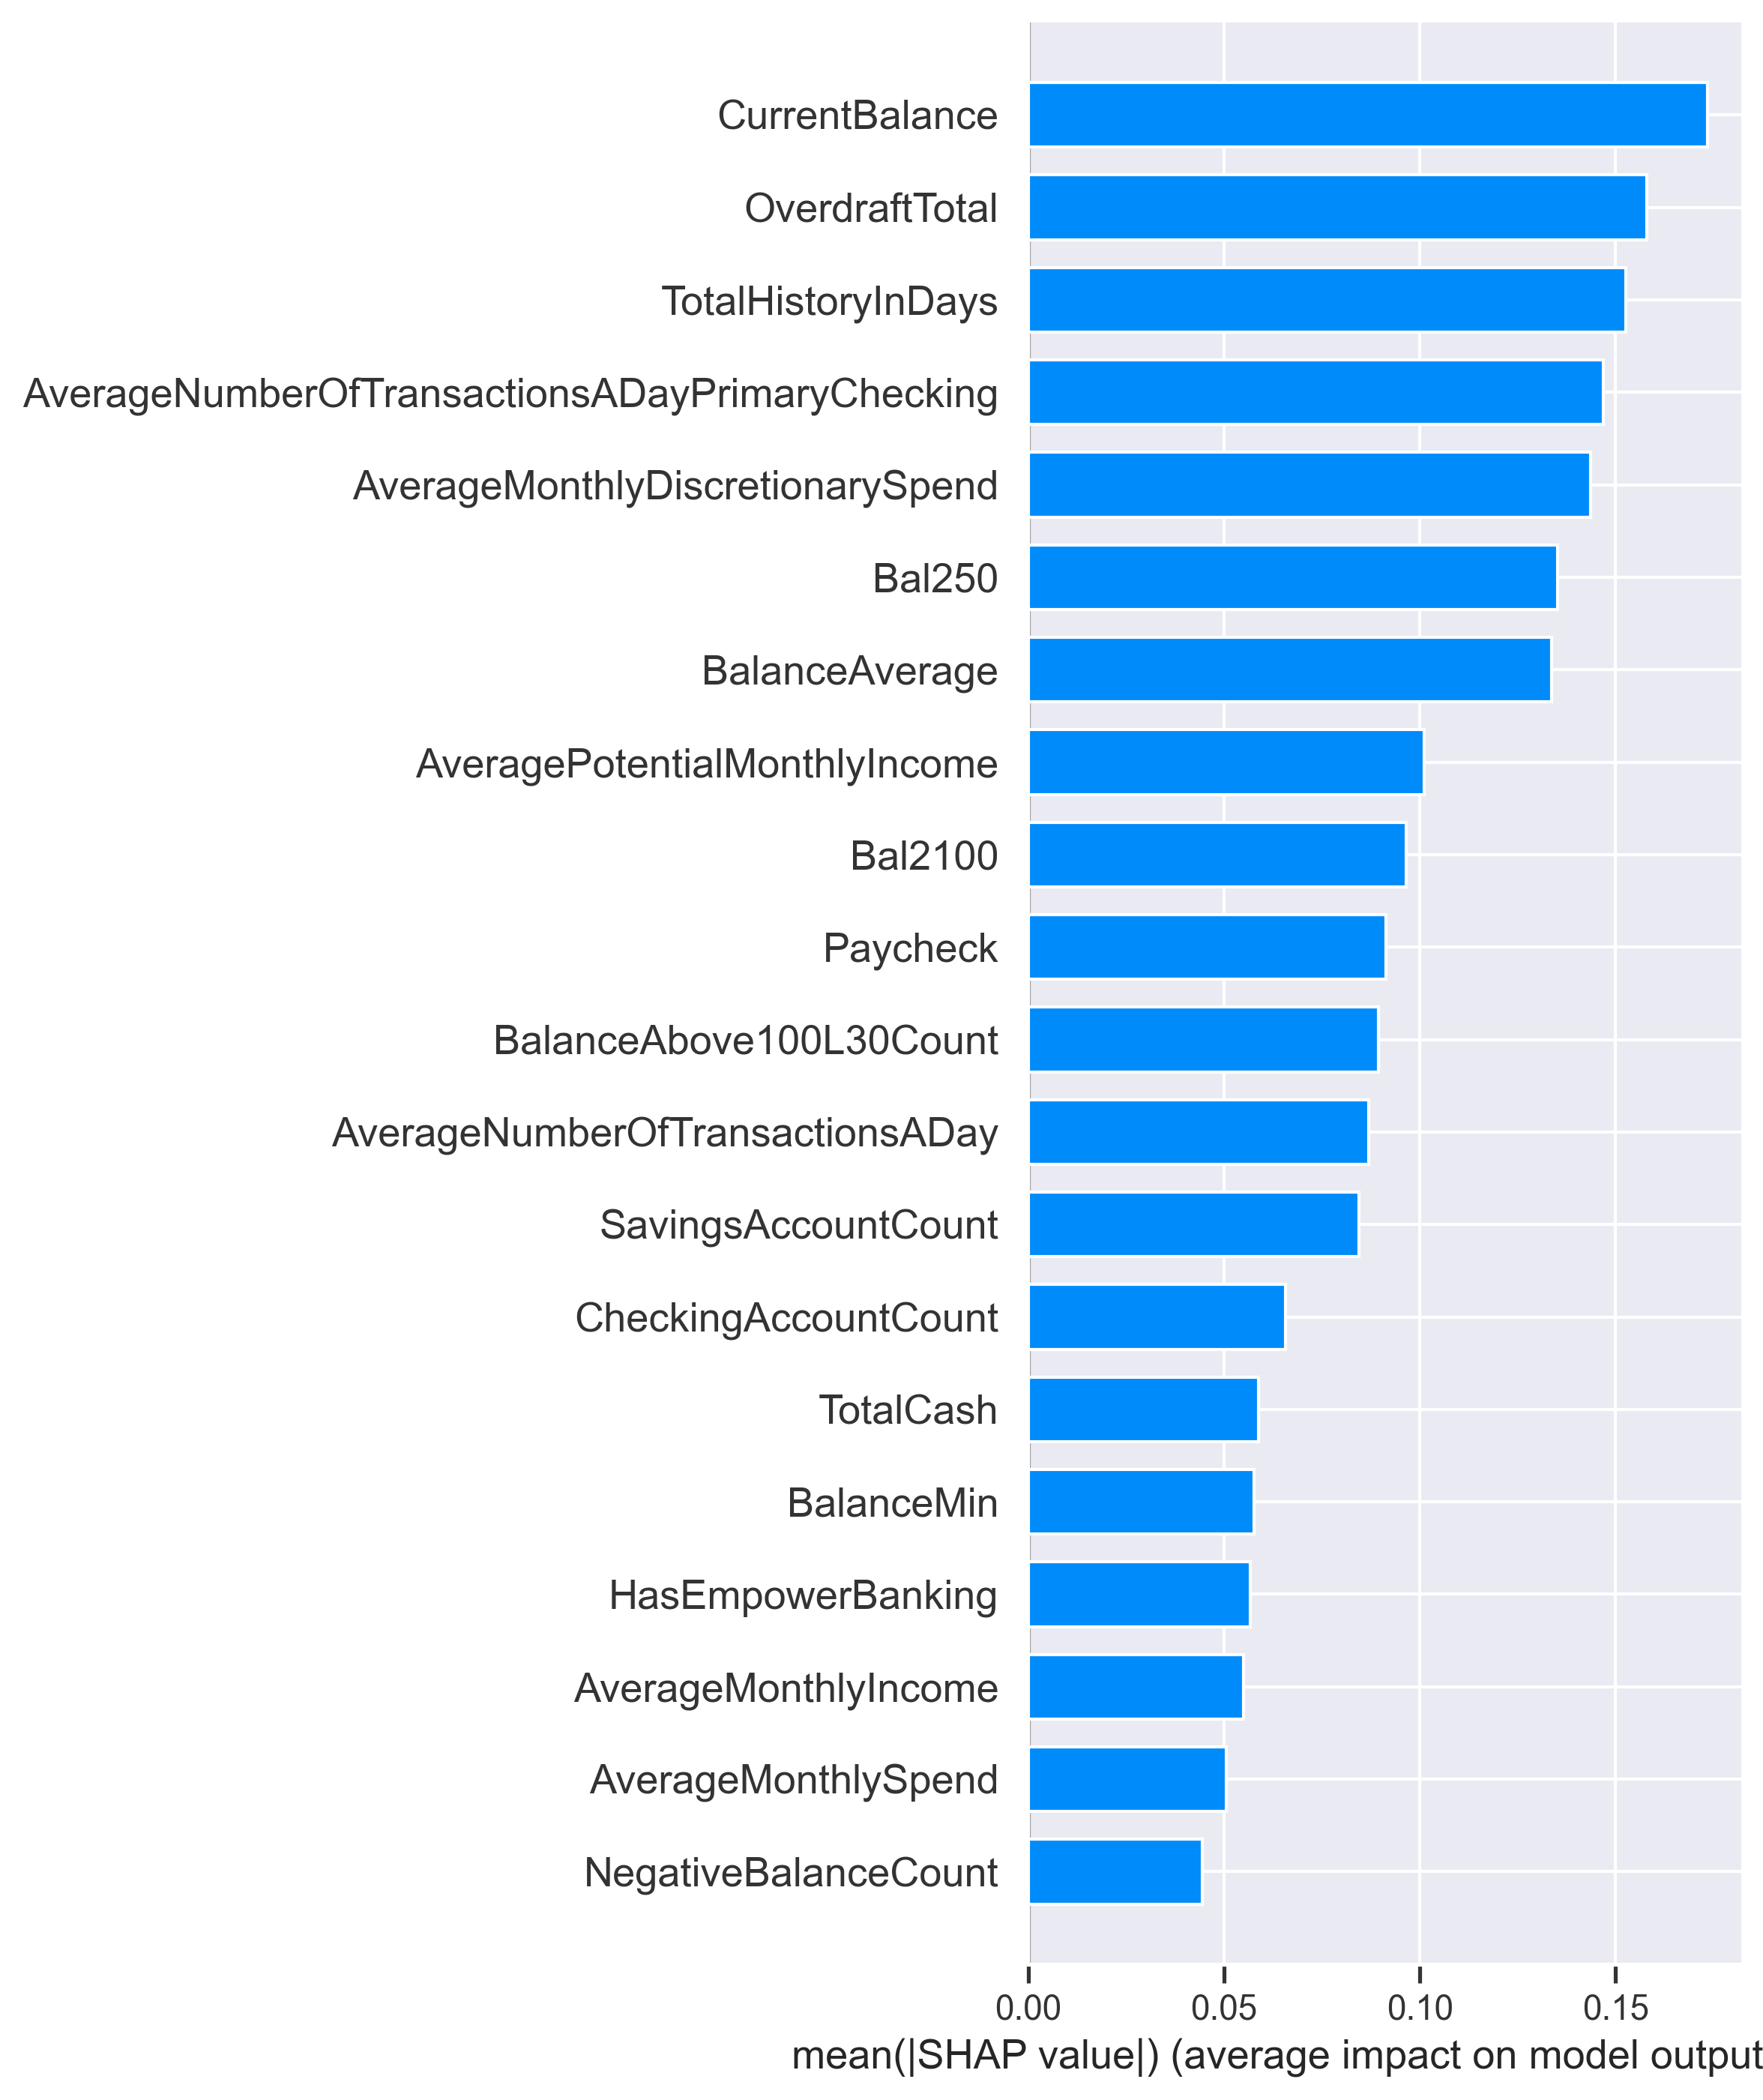 CurrentBalance
OverdraftTotal
TotalHistoryInDays
AverageNumberOfTransactionsADayPrimaryChecking
AverageMonthlyDiscretionarySpend
Bal250
BalanceAverage
AveragePotentialMonthlyIncome
Bal2100
Paycheck
BalanceAbove100L30Count
AverageNumberOfTransactionsADay
SavingsAccountCount
CheckingAccountCount
TotalCash
BalanceMin
HasEmpowerBanking
AverageMonthlyIncome
AverageMonthlySpend
NegativeBalanceCount
0.00 0.05 0.10 0.15
mean(|SHAP value|) (average impact on model output